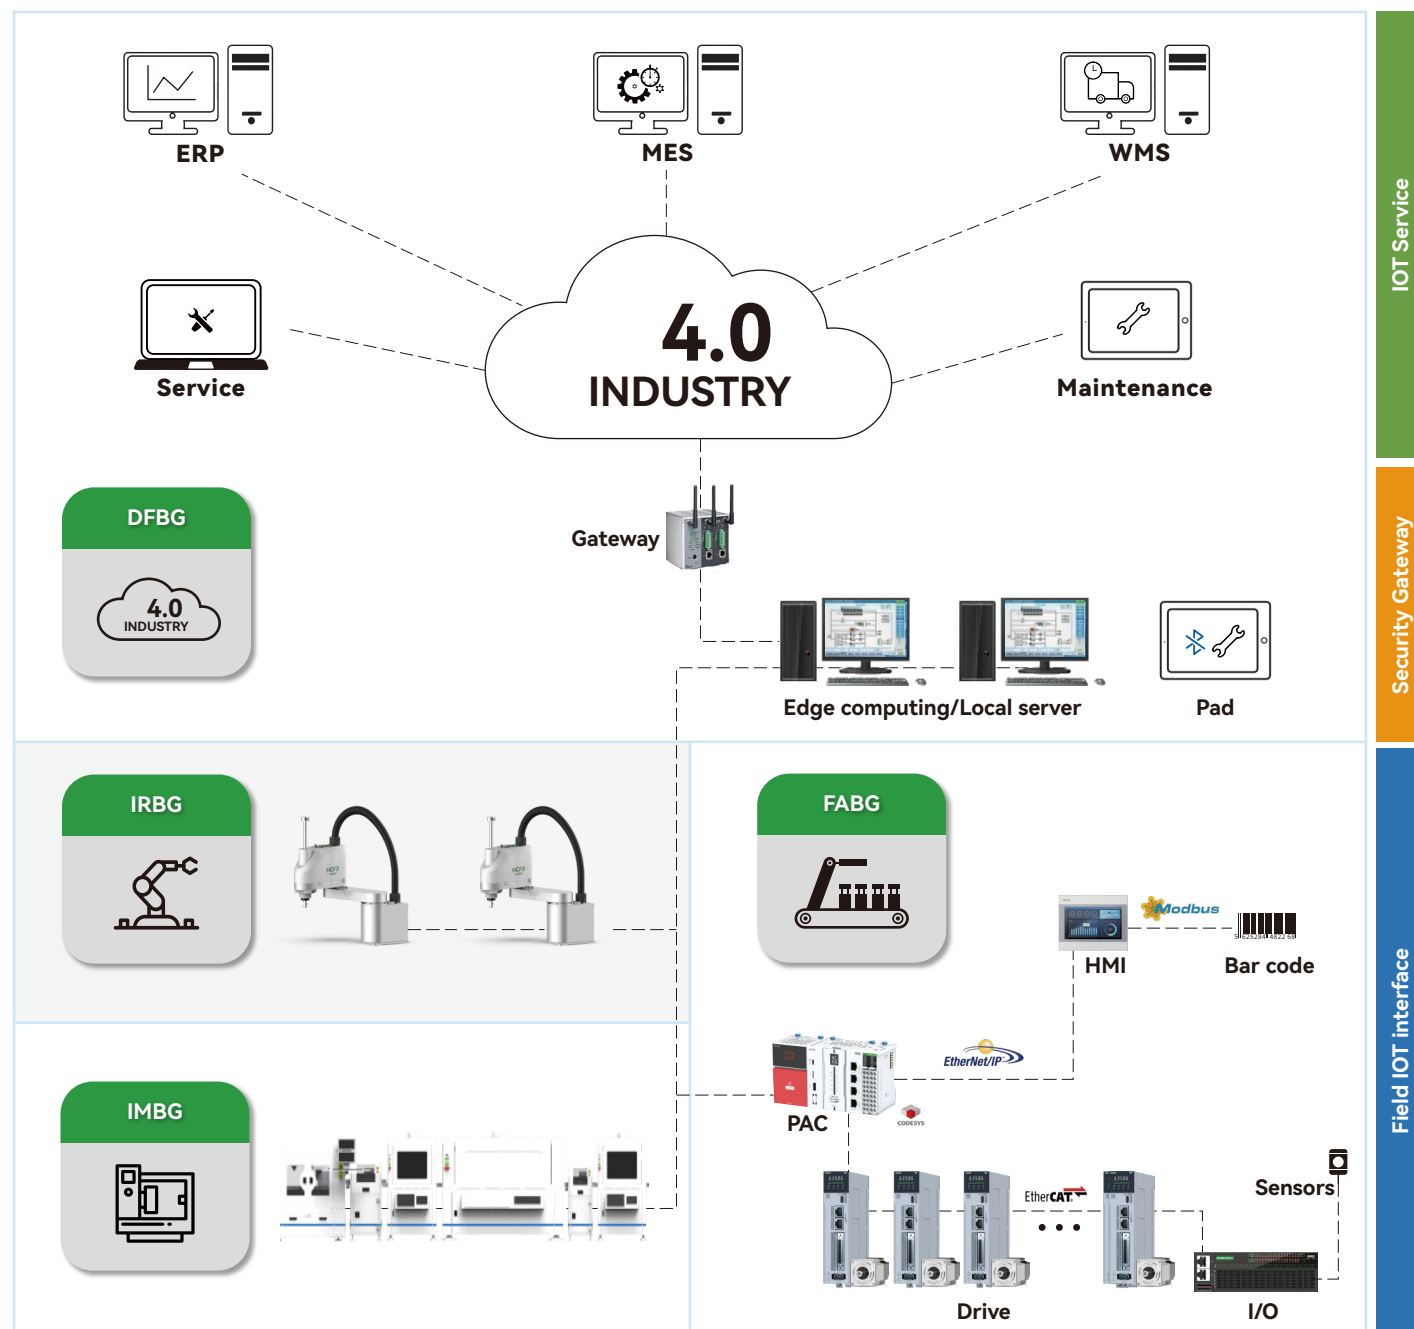 ERP
MES
WMS
IOT Service
4.0
INDUSTRY
Service
Maintenance
DFBG
4.0
INDUSTRY
Gateway
Security Gateway
Edge computing/Local server
Pad
IRBG
HCFA
HCFA
FABG
Modbus
HMI
Bar code
Field IOT interface
EtherNet/IP
PAC
CODESYS
IMBG
EtherCAT
Sensors
Drive
I/O